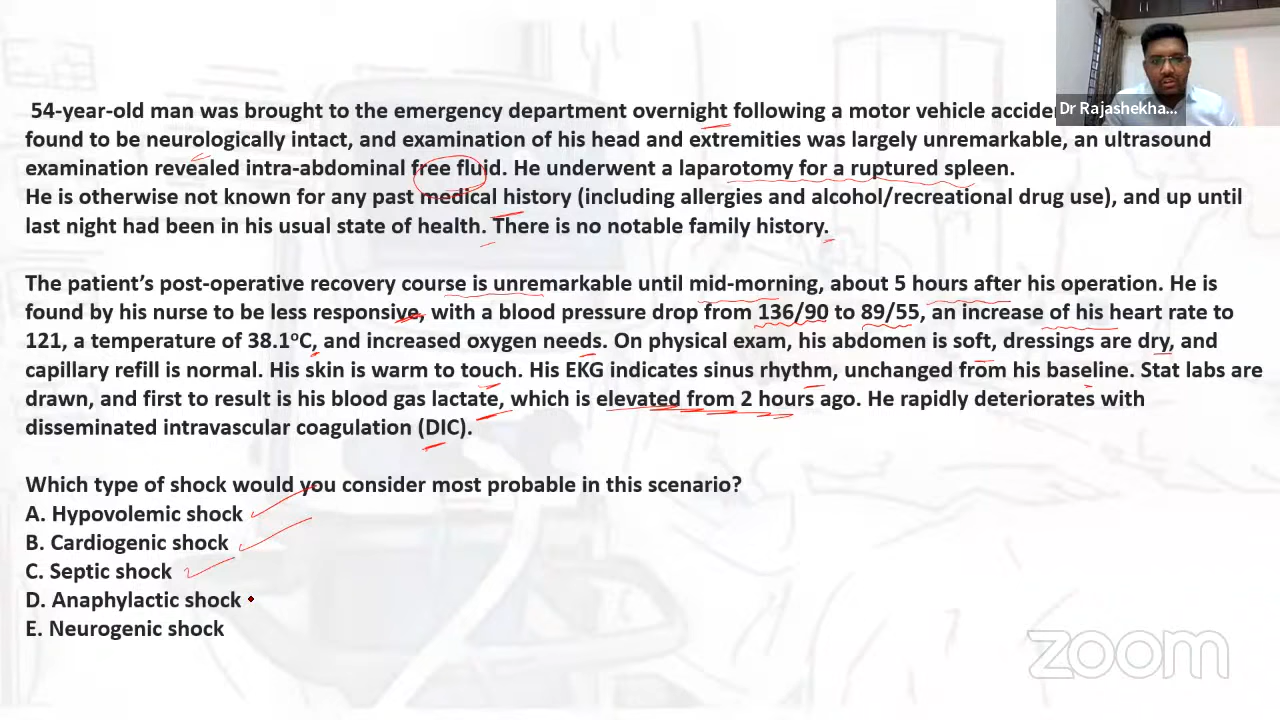 54-year-old man was brought to the emergency department overnight following a motor vehicle
found to be neurologically intact, and examination of his head and extremities was largely unremarkable, an ultrasound
examination revealed intra-abdominal free fluid. He underwent a laparotomy for a ruptured spleen.
He is otherwise not known for any past medical history (including allergies and alcohol/recreational drug use), and up until
last night had been in his usual state of health. There is no notable family history.
The patient's post-operative recovery course is unremarkable until mid-morning, about 5 hours after his operation. He is
found by his nurse to be less responsive, with a blood pressure drop from 136/90 to 89/55, an increase of his heart rate to
121, a temperature of 38.1°C, and increased oxygen needs. On physical exam, his abdomen is soft, dressings are dry, and
capillary refill is normal. His skin is warm to touch. His EKG indicates sinus rhythm, unchanged from his baseline. Stat labs are
drawn, and first to result is his blood gas lactate, which is elevated from 2 hours ago. He rapidly deteriorates with
disseminated intravascular coagulation (DIC).
Which type of shock would you consider most probable in this scenario?
A. Hypovolemic shock
B. Cardiogenic shock
C. Septic shock
D. Anaphylactic shock
E. Neurogenic shock
Dr Rajashekha...
zoom